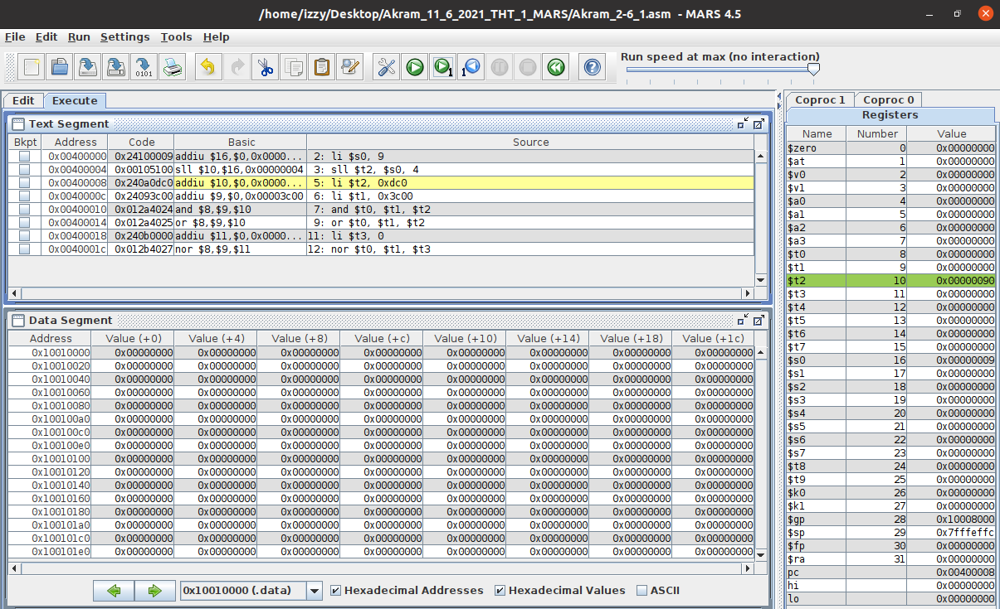 /home/izzy/Desktop/Akram_11_6_2021_THT_1_MARS/Akram_2-6_1.asm - MARS 4.5
File Edit Run Settings Tools Help
Run speed at max (no interaction)
0101
1
1
?
Edit Execute
Text Segment
Bkpt Address Code Basic Source
0x00400000 0x24100009 addiu $16,$0,0x0000... 2: li $s0, 9
0x00400004 0x00105100 sll $10,$16,0x00000004 3: sll $t2, $s0, 4
0x00400008 0x240a0dc0 addiu $10,$0,0x0000... 5: li $t2, 0xdc0
0x0040000c 0x24093c00 addiu $9,$0,0x00003c00 6: li $t1, 0x3c00
0x00400010 0x012a4024 and $8,$9,$10 7: and $t0, $t1, $t2
0x00400014 0x012a4025 or $8,$9,$10 9: or $t0, $t1, $t2
0x00400018 0x240b0000 addiu $11,$0,0x0000... 11: li $t3, 0
0x0040001c 0x012b4027 nor $8,$9,$11 12: nor $t0, $t1, $t3
Data Segment
Address Value (+0) Value (+4) Value (+8) Value (+c) Value (+10) Value (+14) Value (+18) Value (+1c)
0x10010000 0x00000000 0x00000000 0x00000000 0x00000000 0x00000000 0x00000000 0x00000000 0x00000000
0x10010020 0x00000000 0x00000000 0x00000000 0x00000000 0x00000000 0x00000000 0x00000000 0x00000000
0x10010040 0x00000000 0x00000000 0x00000000 0x00000000 0x00000000 0x00000000 0x00000000 0x00000000
0x10010060 0x00000000 0x00000000 0x00000000 0x00000000 0x00000000 0x00000000 0x00000000 0x00000000
0x10010080 0x00000000 0x00000000 0x00000000 0x00000000 0x00000000 0x00000000 0x00000000 0x00000000
0x100100a0 0x00000000 0x00000000 0x00000000 0x00000000 0x00000000 0x00000000 0x00000000 0x00000000
0x100100c0 0x00000000 0x00000000 0x00000000 0x00000000 0x00000000 0x00000000 0x00000000 0x00000000
0x100100e0 0x00000000 0x00000000 0x00000000 0x00000000 0x00000000 0x00000000 0x00000000 0x00000000
0x10010100 0x00000000 0x00000000 0x00000000 0x00000000 0x00000000 0x00000000 0x00000000 0x00000000
0x10010120 0x00000000 0x00000000 0x00000000 0x00000000 0x00000000 0x00000000 0x00000000 0x00000000
0x10010140 0x00000000 0x00000000 0x00000000 0x00000000 0x00000000 0x00000000 0x00000000 0x00000000
0x10010160 0x00000000 0x00000000 0x00000000 0x00000000 0x00000000 0x00000000 0x00000000 0x00000000
0x10010180 0x00000000 0x00000000 0x00000000 0x00000000 0x00000000 0x00000000 0x00000000 0x00000000
0x100101a0 0x00000000 0x00000000 0x00000000 0x00000000 0x00000000 0x00000000 0x00000000 0x00000000
0x100101c0 0x00000000 0x00000000 0x00000000 0x00000000 0x00000000 0x00000000 0x00000000 0x00000000
0x100101e0 0x00000000 0x00000000 0x00000000 0x00000000 0x00000000 0x00000000 0x00000000 0x00000000
0x10010000 (.data) Hexadecimal Addresses Hexadecimal Values ASCII
Coproc 1 Coproc 0
Registers
Name Number Value
$zero 0 0x00000000
$at 1 0x00000000
$v0 2 0x00000000
$v1 3 0x00000000
$a0 4 0x00000000
$a1 5 0x00000000
$a2 6 0x00000000
$a3 7 0x00000000
$t0 8 0x00000000
$t1 9 0x00000000
$t2 10 0x00000090
$t3 11 0x00000000
$t4 12 0x00000000
$t5 13 0x00000000
$t6 14 0x00000000
$t7 15 0x00000000
$s0 16 0x00000009
$s1 17 0x00000000
$s2 18 0x00000000
$s3 19 0x00000000
$s4 20 0x00000000
$s5 21 0x00000000
$s6 22 0x00000000
$s7 23 0x00000000
$t8 24 0x00000000
$t9 25 0x00000000
$k0 26 0x00000000
$k1 27 0x00000000
$gp 28 0x10008000
$sp 29 0x7fffeffc
$fp 30 0x00000000
$ra 31 0x00000000
pc 0x00400008
hi 0x00000000
lo 0x00000000